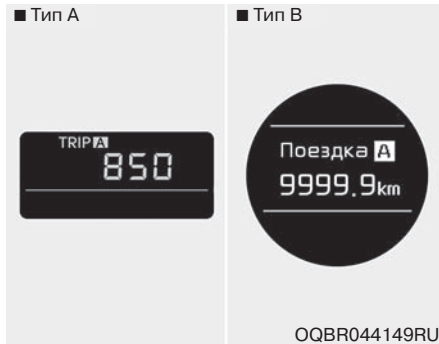 ■ Тип A
TRIP A
850
■ Тип B
Поездка A
9999.9km
OQBR044149RU